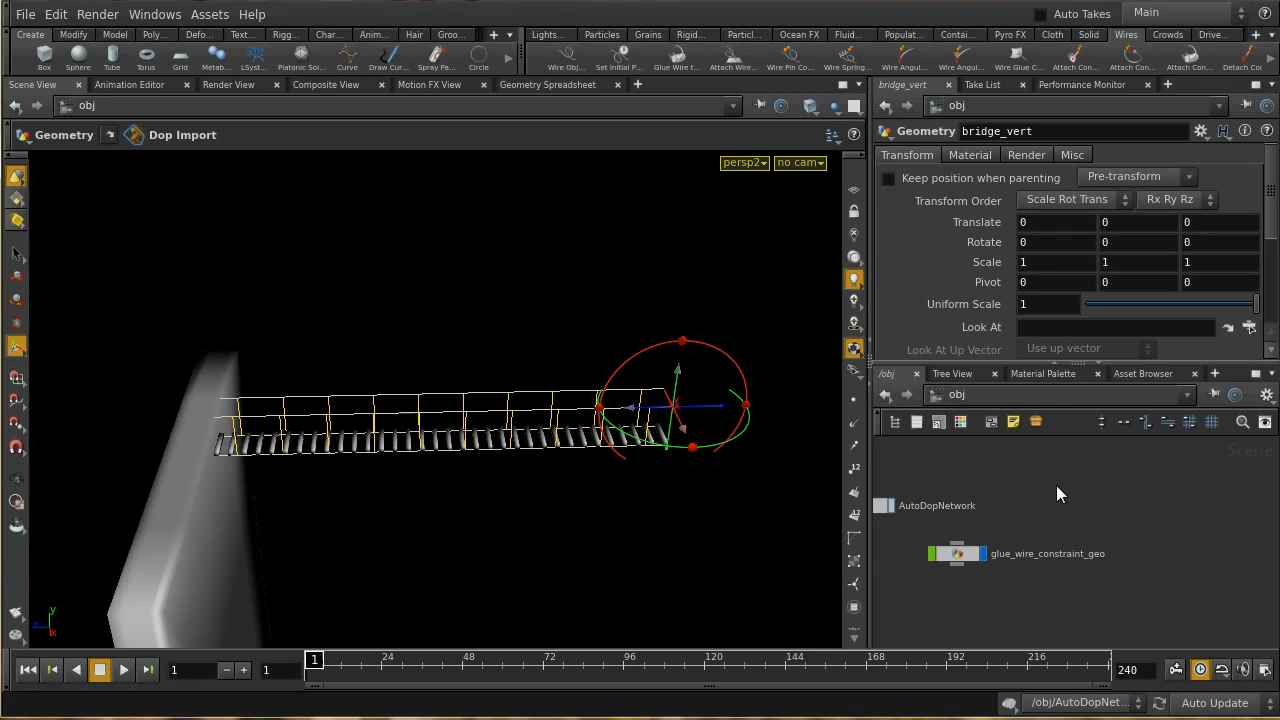 File Edit Render Windows Assets Help
Auto Takes Main
Create Modify Model Poly... Defo... Text... Rigg... Char... Anim... Hair Groo...
Lights... Particles Grains Rigid... Particl... Ocean FX Fluid... Populat... Contai... Pyro FX Cloth Solid Wires Crowds Drive...
Box Sphere Tube Torus Grid Metab... LSyst... Platonic Sol... Curve Draw Cur... Spray Pa... Circle
Wire Obj... Set Initial P... Glue Wire t... Attach Wire... Wire Pin Co... Wire Spring... Wire Angul... Wire Angul... Wire Glue C... Attach Con... Attach Con... Attach Con... Detach Co
Scene View Animation Editor Render View Composite View Motion FX View Geometry Spreadsheet
bridge_vert Take List Performance Monitor
obj
obj
Geometry Dop Import
Geometry bridge_vert
persp2 no cam
Transform Material Render Misc
Keep position when parenting Pre-transform
Transform Order Scale Rot Trans Rx Ry Rz
Translate 0 0 0
Rotate 0 0 0
Scale 1 1 1
Pivot 0 0 0
Uniform Scale 1
Look At
Look At Up Vector Use up vector
/obj Tree View Material Palette Asset Browser
obj
Scene
AutoDopNetwork
glue_wire_constraint_geo
12
12
y
z
x
1 1 1 24 48 72 96 120 144 168 192 216 240
/obj/AutoDopNet... Auto Update